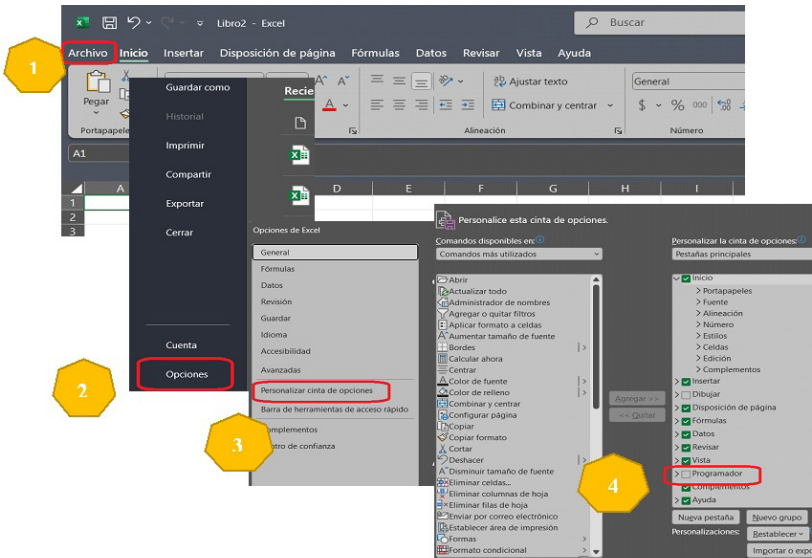 Libro2 - Excel
Buscar
Archivo
Inicio
Insertar
Disposición de página
Fórmulas
Datos
Revisar
Vista
Ayuda
1
Pegar
Portapapele
Ajustar texto
Combinar y centrar
Alineación
General
$ % 000
Número
A1
A
D
E
F
G
H
I
1
2
3
Guardar como
Historial
Imprimir
Compartir
Exportar
Cerrar
Cuenta
Opciones
Recie
2
Opciones de Excel
General
Fórmulas
Datos
Revisión
Guardar
Idioma
Accesibilidad
Avanzadas
Personalizar cinta de opciones
Barra de herramientas de acceso rápido
omplementos
ntro de confianza
3
Personalice esta cinta de opciones.
Comandos disponibles en:
Comandos más utilizados
Abrir
Actualizar todo
Administrador de nombres
Agregar o quitar filtros
Aplicar formato a celdas
Aumentar tamaño de fuente
Bordes
Calcular ahora
Centrar
Color de fuente
Color de relleno
Combinar y centrar
Configurar página
Copiar
Copiar formato
Cortar
Deshacer
Disminuir tamaño de fuente
Eliminar celdas...
Eliminar columnas de hoja
Eliminar filas de hoja
Enviar por correo electrónico
Establecer área de impresión
Formas
Formato condicional
Agregar >>
<< Quitar
4
Personalizar la cinta de opciones:
Pestañas principales
Inicio
Portapapeles
Fuente
Alineación
Número
Estilos
Celdas
Edición
Complementos
Insertar
Dibujar
Disposición de página
Fórmulas
Datos
Revisar
Vista
Programador
Complementos
Ayuda
Nueva pestaña
Nuevo grupo
Personalizaciones:
Restablecer
Importar o exp